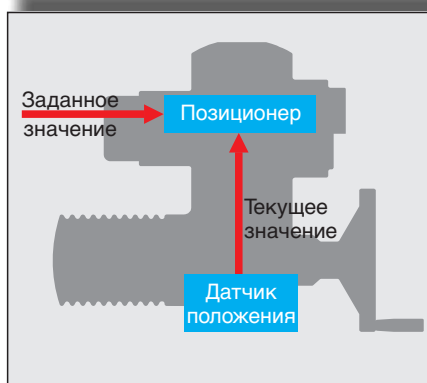 Заданное
значение
Позиционер
Текущее
значение
Датчик
положения